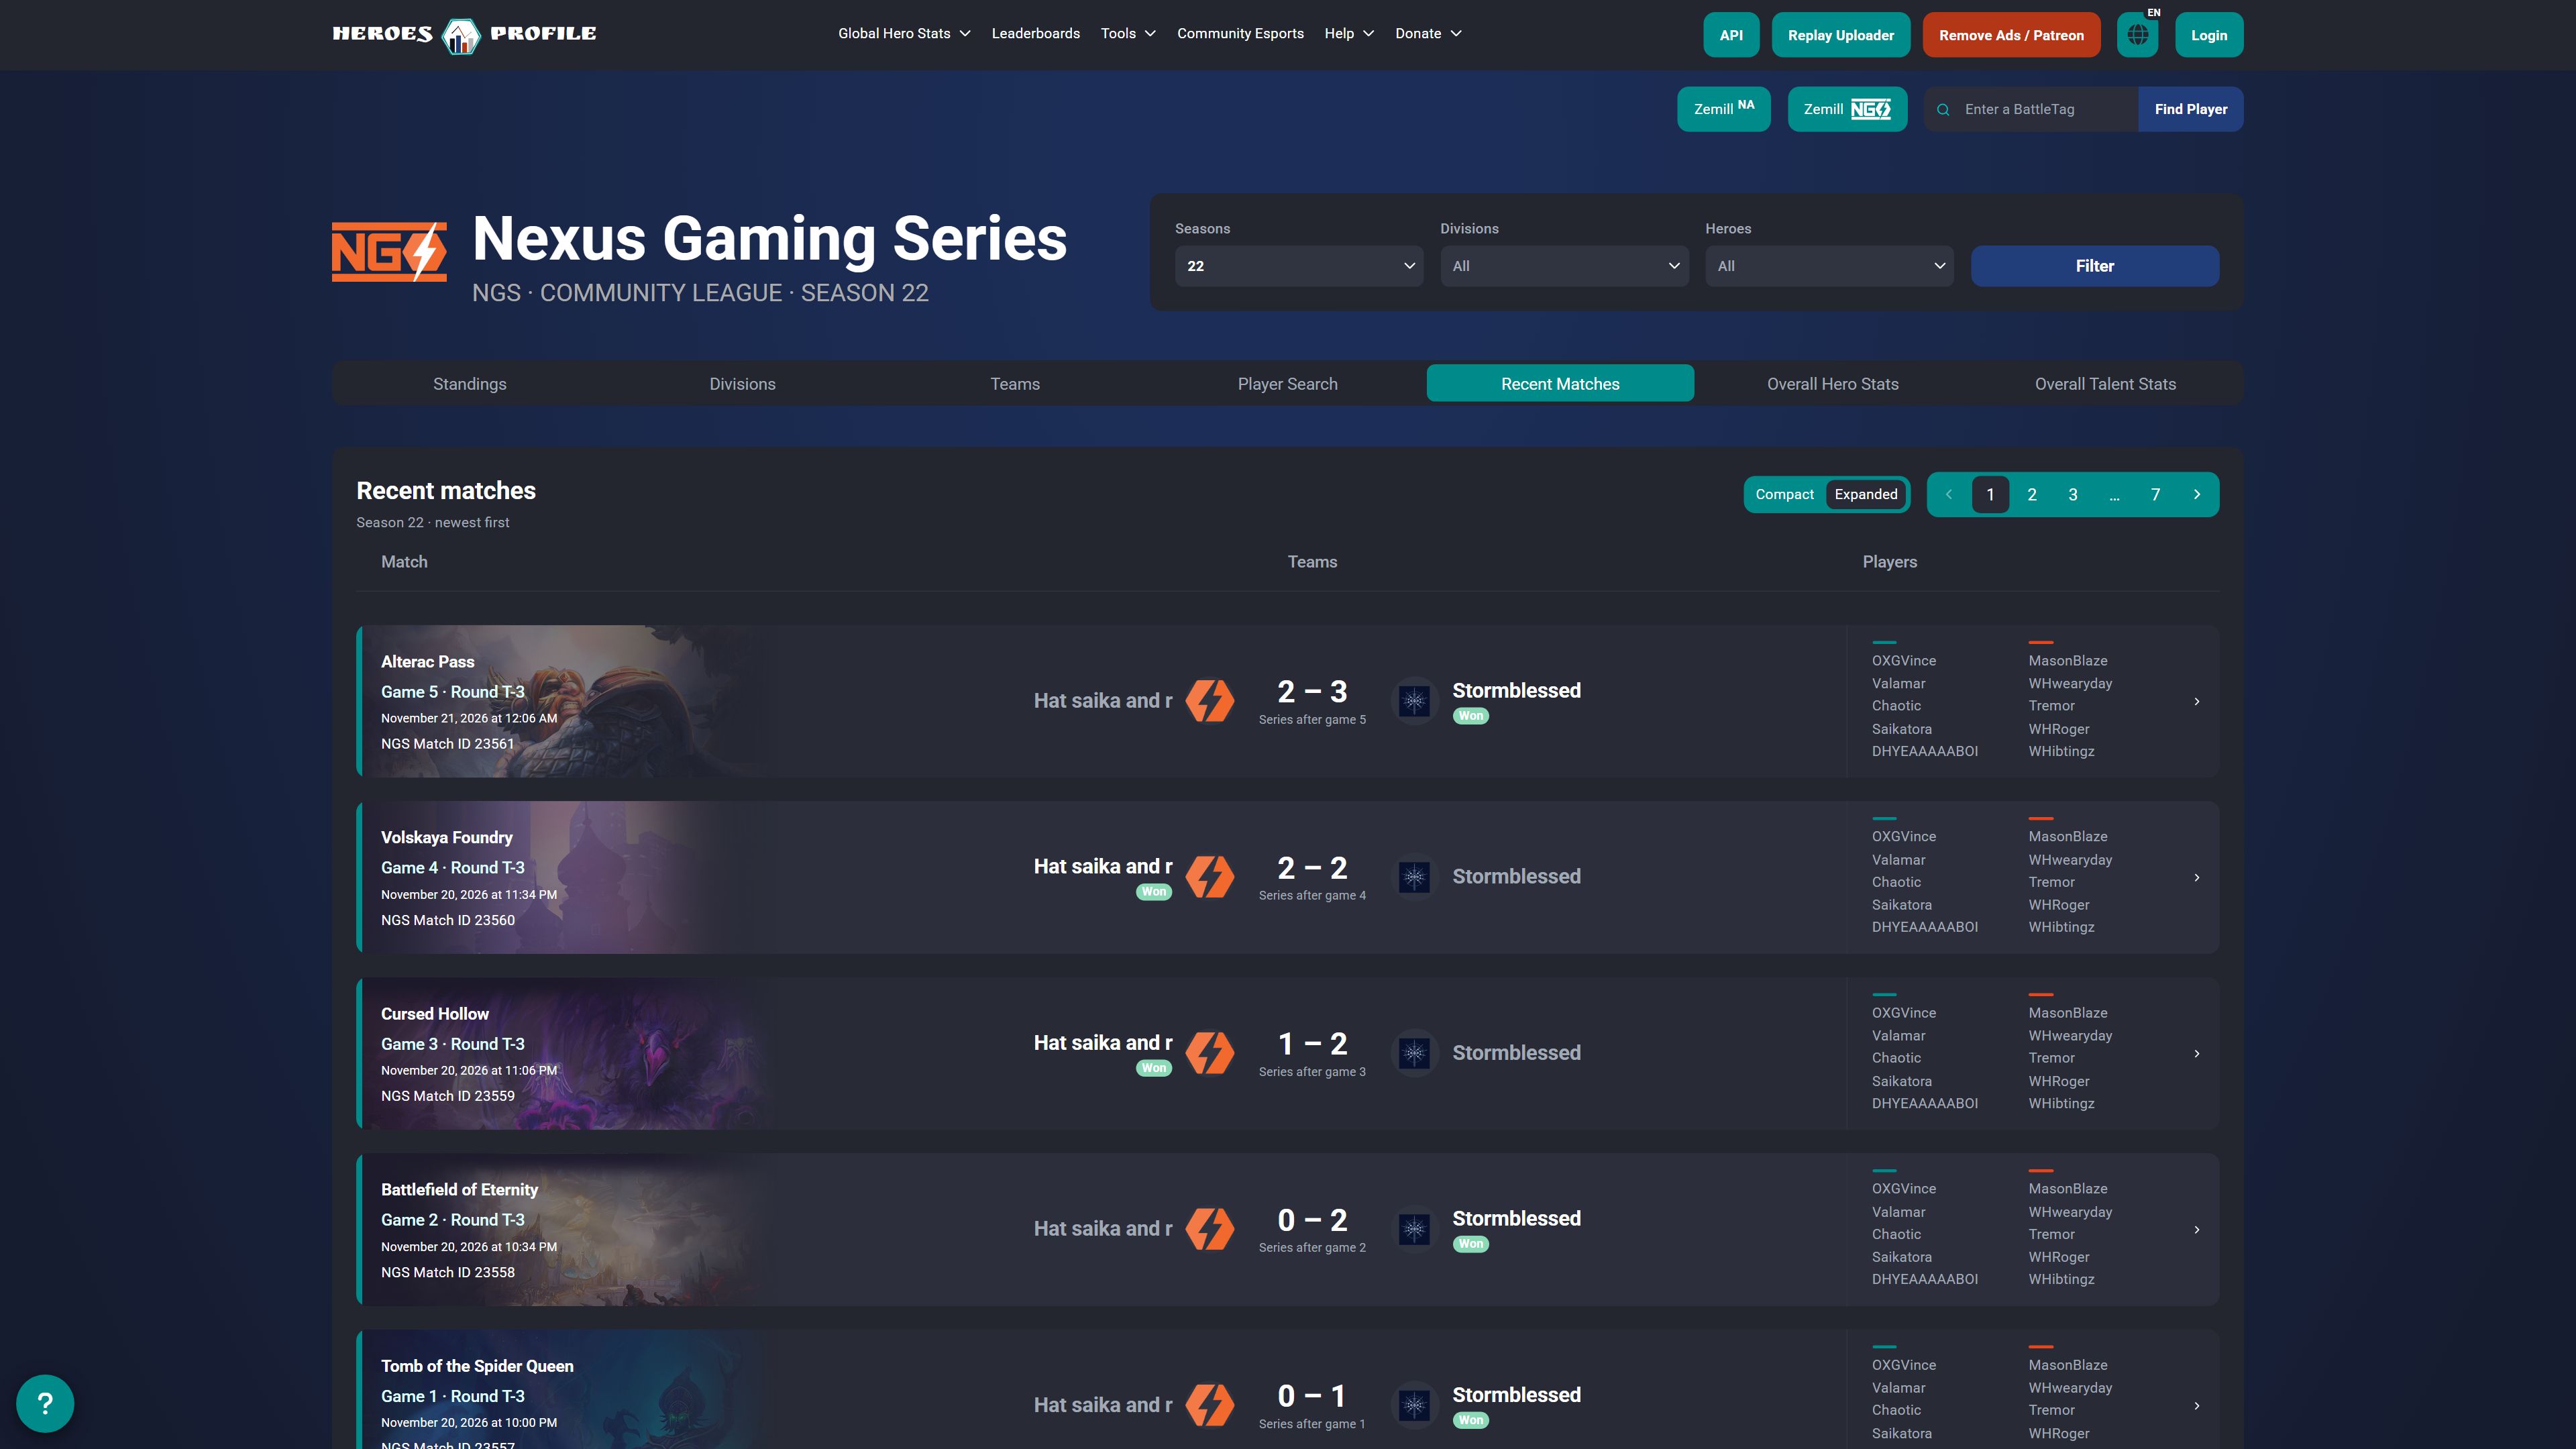 HEROES PROFILE
Global Hero Stats Leaderboards Tools Community Esports Help Donate
API Replay Uploader Remove Ads / Patreon EN Login
Zemill NA Zemill NGS Enter a BattleTag Find Player
NGS
Nexus Gaming Series
NGS · COMMUNITY LEAGUE · SEASON 22
Seasons Divisions Heroes
22 All All Filter
Standings Divisions Teams Player Search Recent Matches Overall Hero Stats Overall Talent Stats
Recent matches
Season 22 · newest first
Compact Expanded 1 2 3 ... 7
Match Teams Players
Alterac Pass
Game 5 · Round T-3
November 21, 2026 at 12:06 AM
NGS Match ID 23561
Hat saika and r
2 – 3
Series after game 5
Stormblessed
Won
OXGVince MasonBlaze
Valamar WHwearyday
Chaotic Tremor
Saikatora WHRoger
DHYEAAAAABOI WHibtingz
Volskaya Foundry
Game 4 · Round T-3
November 20, 2026 at 11:34 PM
NGS Match ID 23560
Hat saika and r
Won
2 – 2
Series after game 4
Stormblessed
OXGVince MasonBlaze
Valamar WHwearyday
Chaotic Tremor
Saikatora WHRoger
DHYEAAAAABOI WHibtingz
Cursed Hollow
Game 3 · Round T-3
November 20, 2026 at 11:06 PM
NGS Match ID 23559
Hat saika and r
Won
1 – 2
Series after game 3
Stormblessed
OXGVince MasonBlaze
Valamar WHwearyday
Chaotic Tremor
Saikatora WHRoger
DHYEAAAAABOI WHibtingz
Battlefield of Eternity
Game 2 · Round T-3
November 20, 2026 at 10:34 PM
NGS Match ID 23558
Hat saika and r
0 – 2
Series after game 2
Stormblessed
Won
OXGVince MasonBlaze
Valamar WHwearyday
Chaotic Tremor
Saikatora WHRoger
DHYEAAAAABOI WHibtingz
Tomb of the Spider Queen
Game 1 · Round T-3
November 20, 2026 at 10:00 PM
NGS Match ID 23557
Hat saika and r
0 – 1
Series after game 1
Stormblessed
Won
OXGVince MasonBlaze
Valamar WHwearyday
Chaotic Tremor
Saikatora WHRoger
?